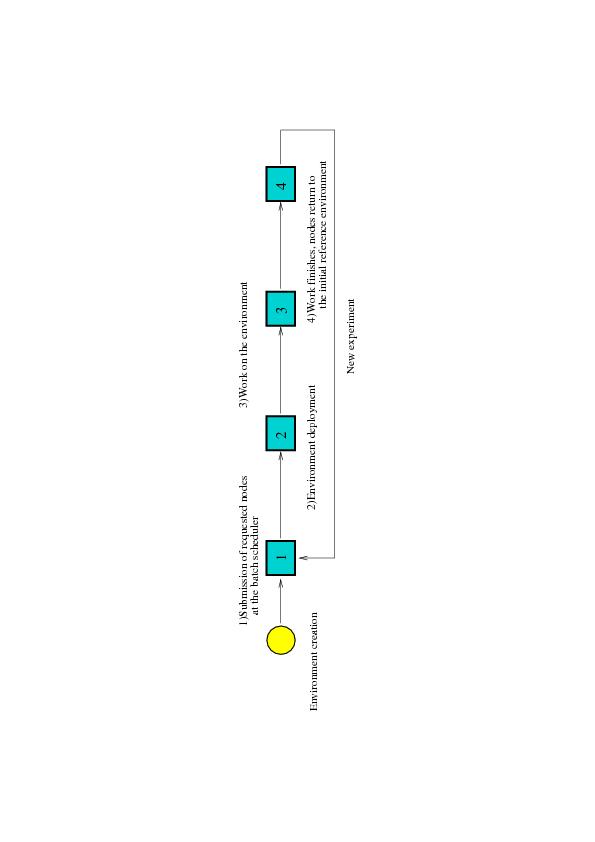 1)Submission of requested nodes
at the batch scheduler
3)Work on the environment
1
2
3
4
Environment creation
2)Environment deployment
4)Work finishes, nodes return to
the initial reference environment
New experiment